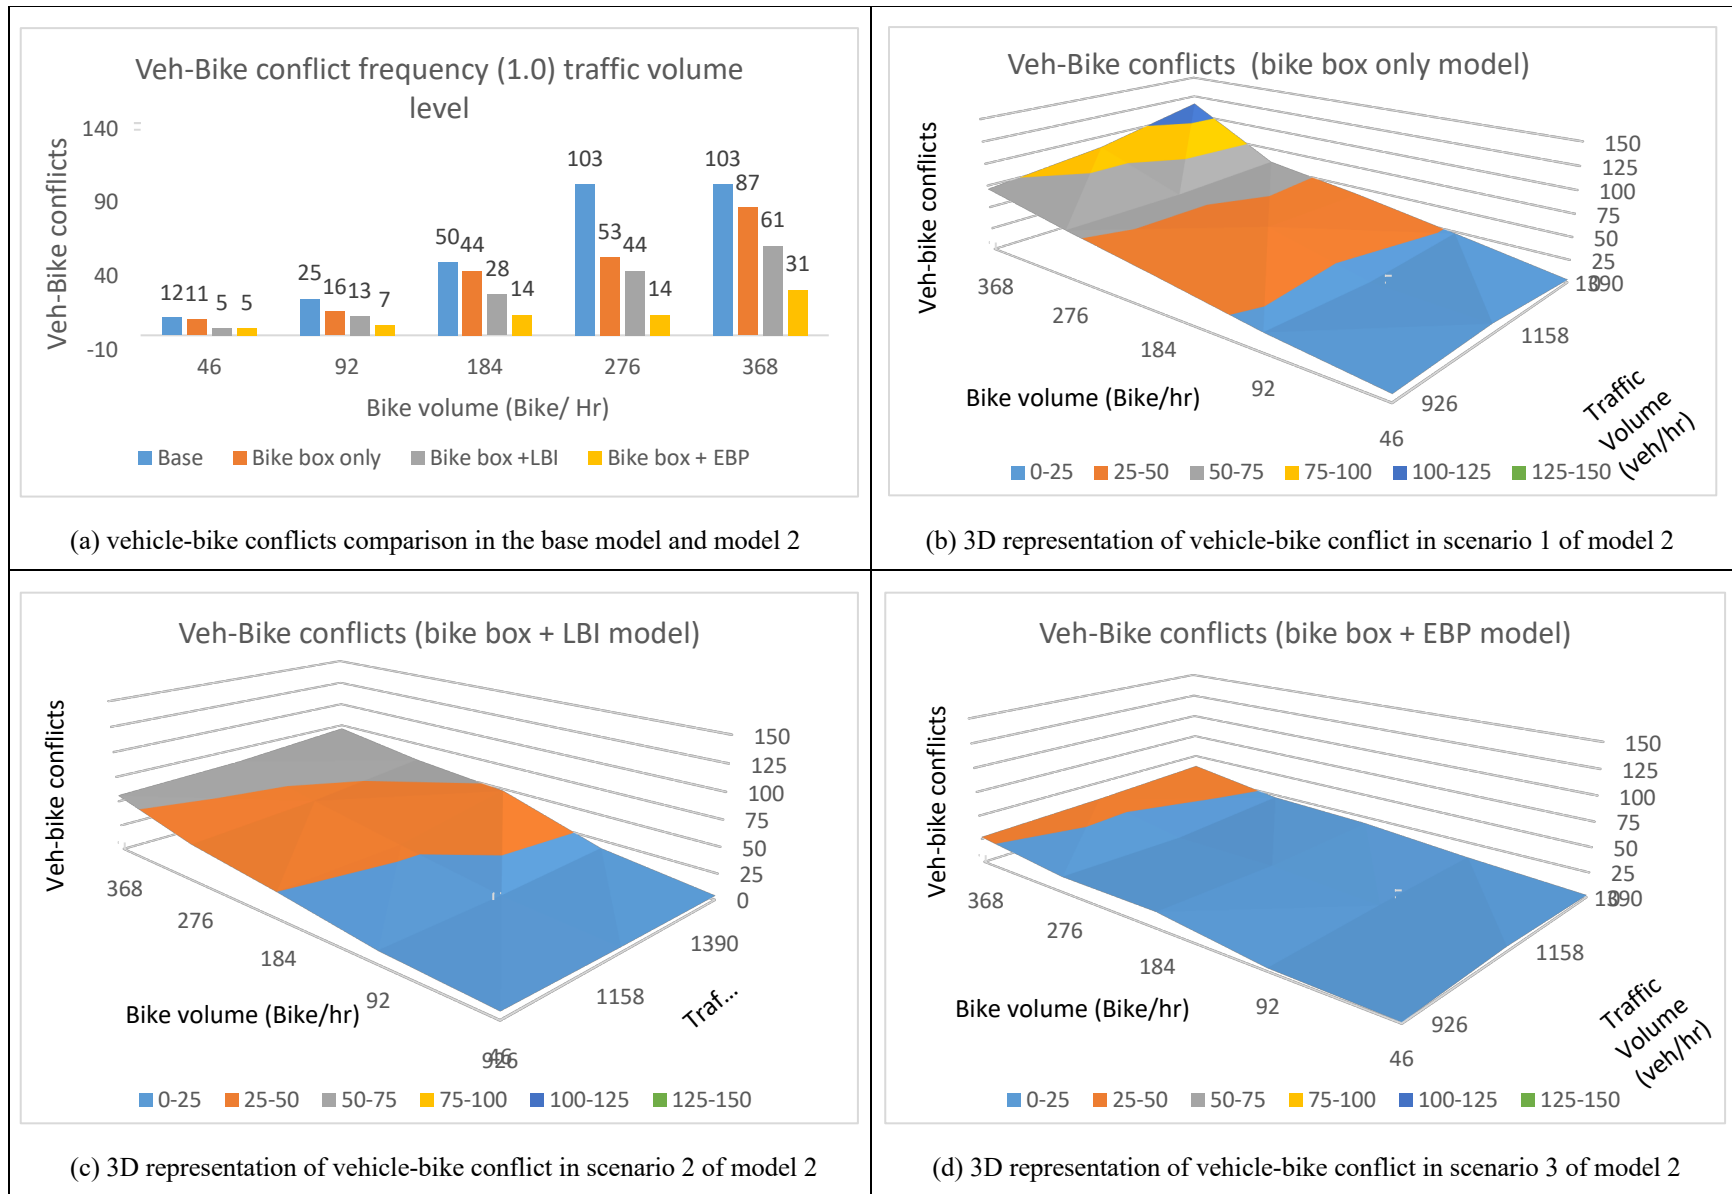 Veh-Bike conflict frequency (1.0) traffic volume
level
Veh-Bike conflicts
140
90
40
-10
12 11 5 5
25 16 13 7
50 44 28 14
103 53 44 14
103 87 61 31
46 92 184 276 368
Bike volume (Bike/ Hr)
Base Bike box only Bike box +LBI Bike box + EBP
(a) vehicle-bike conflicts comparison in the base model and model 2
Veh-Bike conflicts (bike box only model)
Veh-bike conflicts
150
125
100
75
50
25
0
368
276
184
92
46
Bike volume (Bike/hr)
1390
1158
926
Traffic
Volume
(veh/hr)
0-25 25-50 50-75 75-100 100-125 125-150
(b) 3D representation of vehicle-bike conflict in scenario 1 of model 2
Veh-Bike conflicts (bike box + LBI model)
Veh-bike conflicts
150
125
100
75
50
25
0
368
276
184
92
46
Bike volume (Bike/hr)
1390
1158
926
Traf...
0-25 25-50 50-75 75-100 100-125 125-150
(c) 3D representation of vehicle-bike conflict in scenario 2 of model 2
Veh-Bike conflicts (bike box + EBP model)
Veh-bike conflicts
150
125
100
75
50
25
0
368
276
184
92
46
Bike volume (Bike/hr)
1390
1158
926
Traffic
Volume
(veh/hr)
0-25 25-50 50-75 75-100 100-125 125-150
(d) 3D representation of vehicle-bike conflict in scenario 3 of model 2